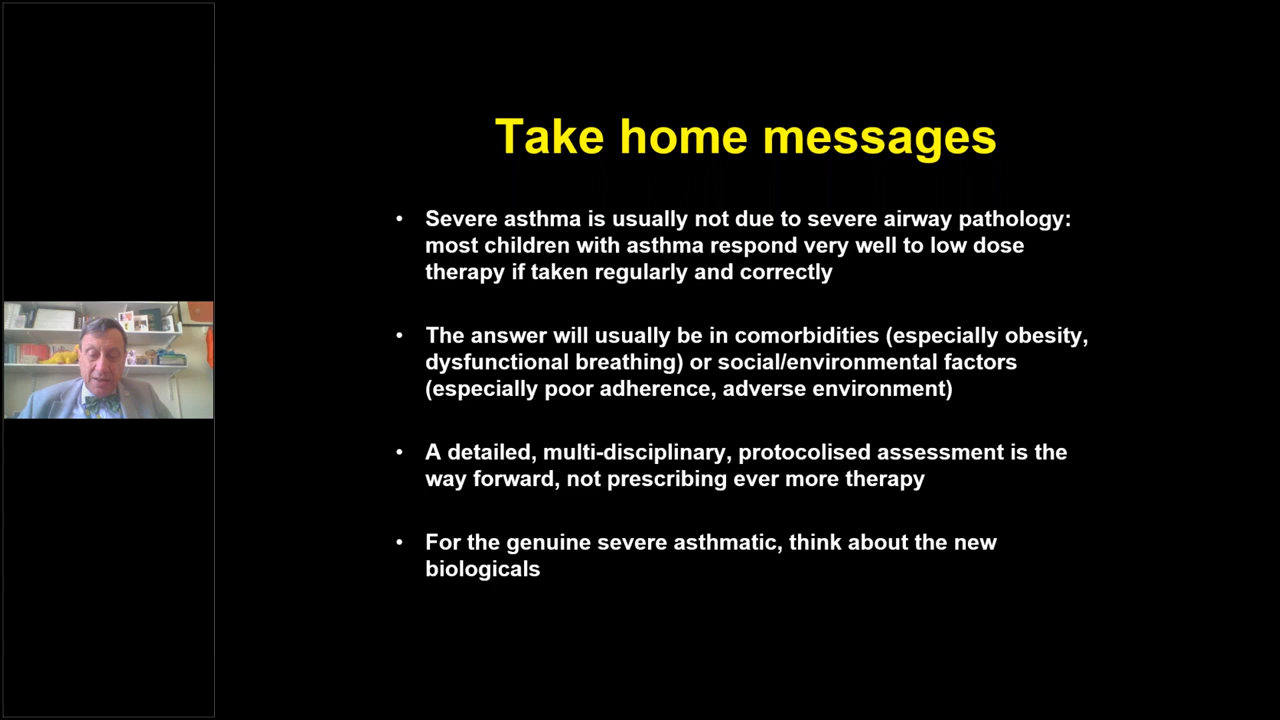 Take home messages
• Severe asthma is usually not due to severe airway pathology:
most children with asthma respond very well to low dose
therapy if taken regularly and correctly
• The answer will usually be in comorbidities (especially obesity,
dysfunctional breathing) or social/environmental factors
(especially poor adherence, adverse environment)
• A detailed, multi-disciplinary, protocolised assessment is the
way forward, not prescribing ever more therapy
• For the genuine severe asthmatic, think about the new
biologicals